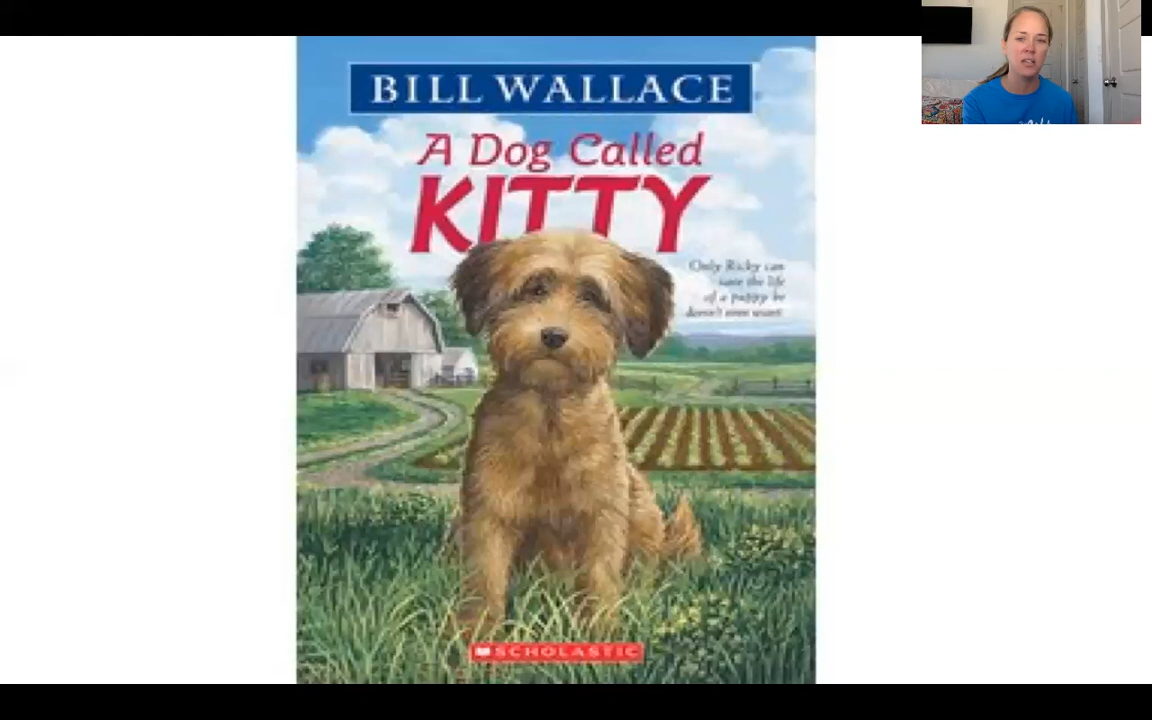 BILL WALLACE
A Dog Called
KITTY
Only Ricky can
save the life
of a puppy he
doesn't even want.
SCHOLASTIC